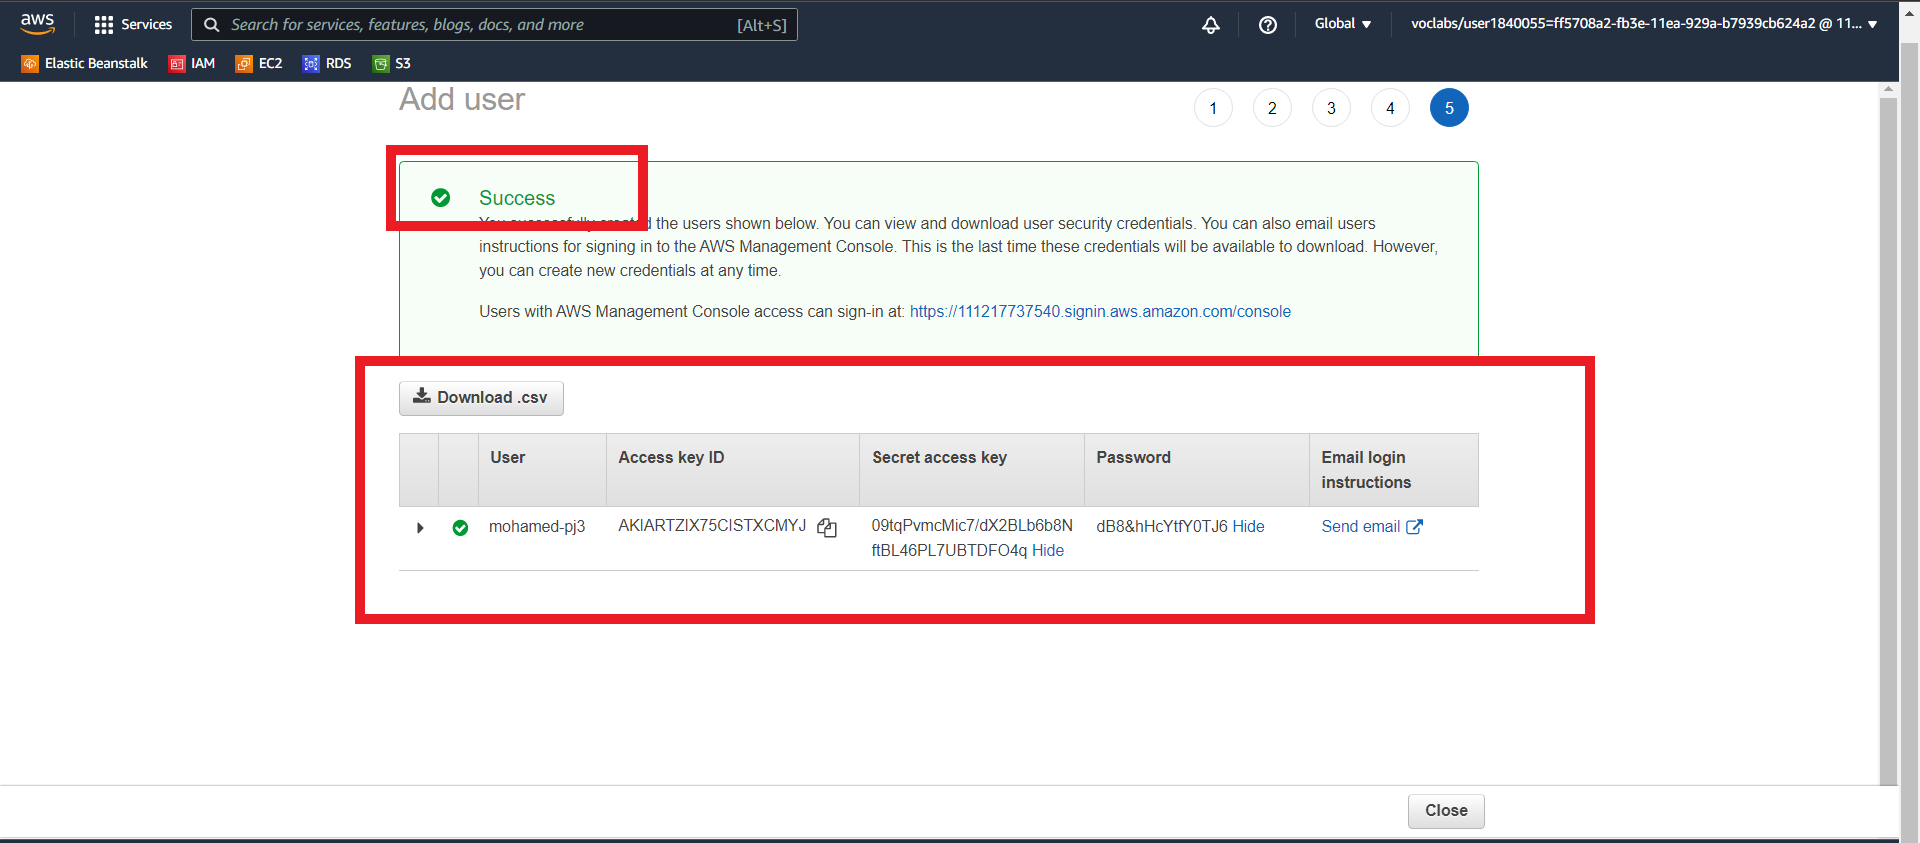 aws
Services
Search for services, features, blogs, docs, and more
[Alt+S]
Global
voclabs/user1840055=ff5708a2-fb3e-11ea-929a-b7939cb624a2 @ 11...
Elastic Beanstalk
IAM
EC2
RDS
S3
Add user
1
2
3
4
5
Success
You successfully created the users shown below. You can view and download user security credentials. You can also email users
instructions for signing in to the AWS Management Console. This is the last time these credentials will be available to download. However,
you can create new credentials at any time.
Users with AWS Management Console access can sign-in at: https://111217737540.signin.aws.amazon.com/console
Download .csv
User
Access key ID
Secret access key
Password
Email login
instructions
mohamed-pj3
AKIARTZIX75CISTXCMYJ
09tqPvmcMic7/dX2BLb6b8N
ftBL46PL7UBTDFO4q Hide
dB8&hHcYtfY0TJ6 Hide
Send email
Close